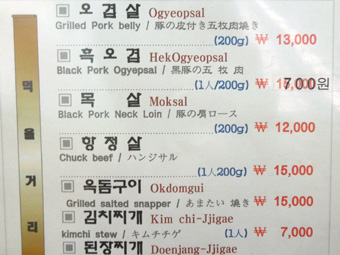 오 겹 살 Ogyeopsal
Grilled Pork belly / 豚の皮付き五枚肉焼き
(200g) ₩ 13,000
흑 오 겹 살 HekOgyeopsal
Black Pork Ogyepsal / 黒豚の五 枚 肉
(1人/200g) ₩ 700원
목 살 Moksal
Black Pork Neck Loin / 豚の肩ロース
(200g) ₩ 12,000
항 정 살
Chuck beef / ハンジサル
(1人200g) ₩ 15,000
옥돔구이 Okdomgui
Grilled salted snapper / あまたい 焼き ₩ 15,000
김치찌개 Kim chi-Jjigae
kimchi stew / キムチチゲ (1人) ₩ 7,000
된장찌개 Doenjang-Jjigae
먹을거리